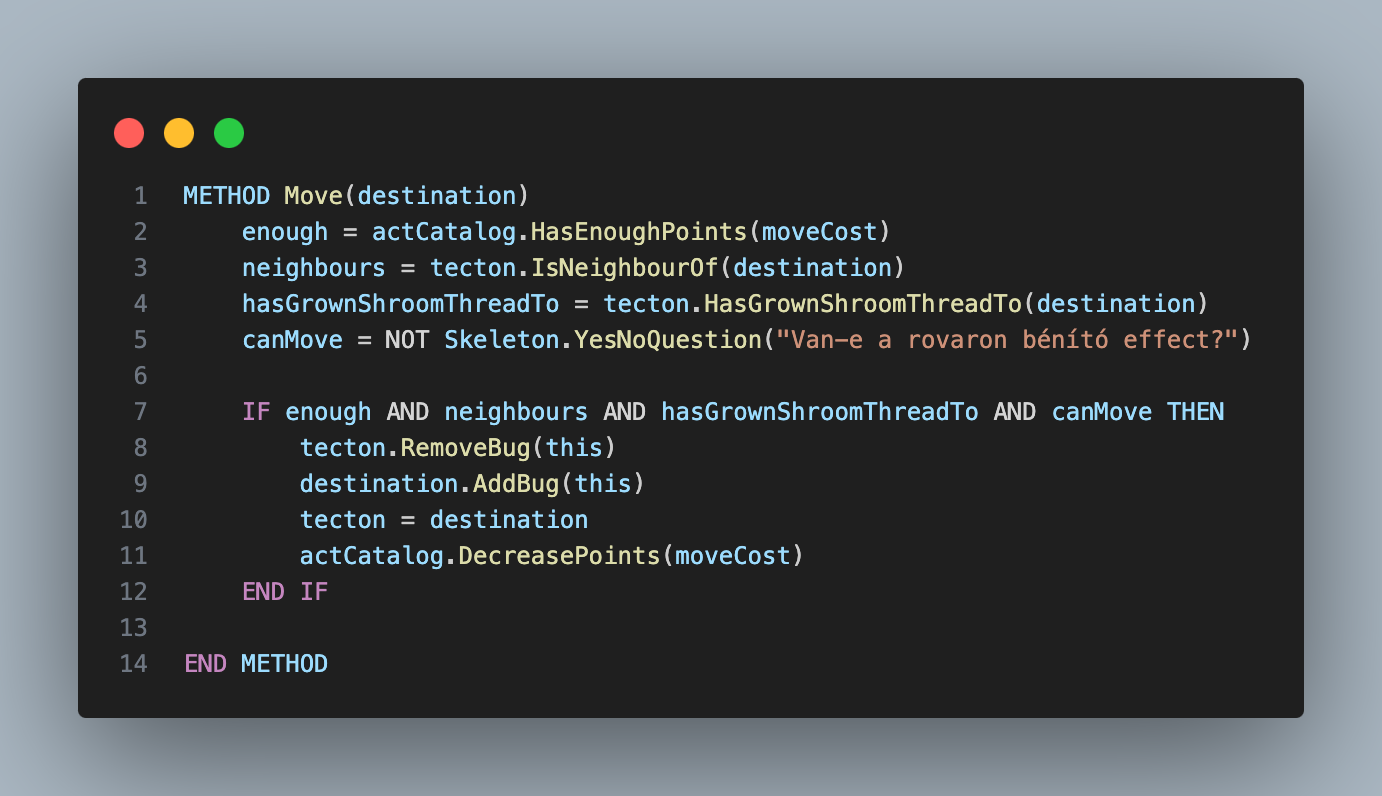 1 METHOD Move(destination)
2 enough = actCatalog.HasEnoughPoints(moveCost)
3 neighbours = tecton.IsNeighbourOf(destination)
4 hasGrownShroomThreadTo = tecton.HasGrownShroomThreadTo(destination)
5 canMove = NOT Skeleton.YesNoQuestion("Van-e a rovaron bénító effect?")
6
7 IF enough AND neighbours AND hasGrownShroomThreadTo AND canMove THEN
8 tecton.RemoveBug(this)
9 destination.AddBug(this)
10 tecton = destination
11 actCatalog.DecreasePoints(moveCost)
12 END IF
13
14 END METHOD